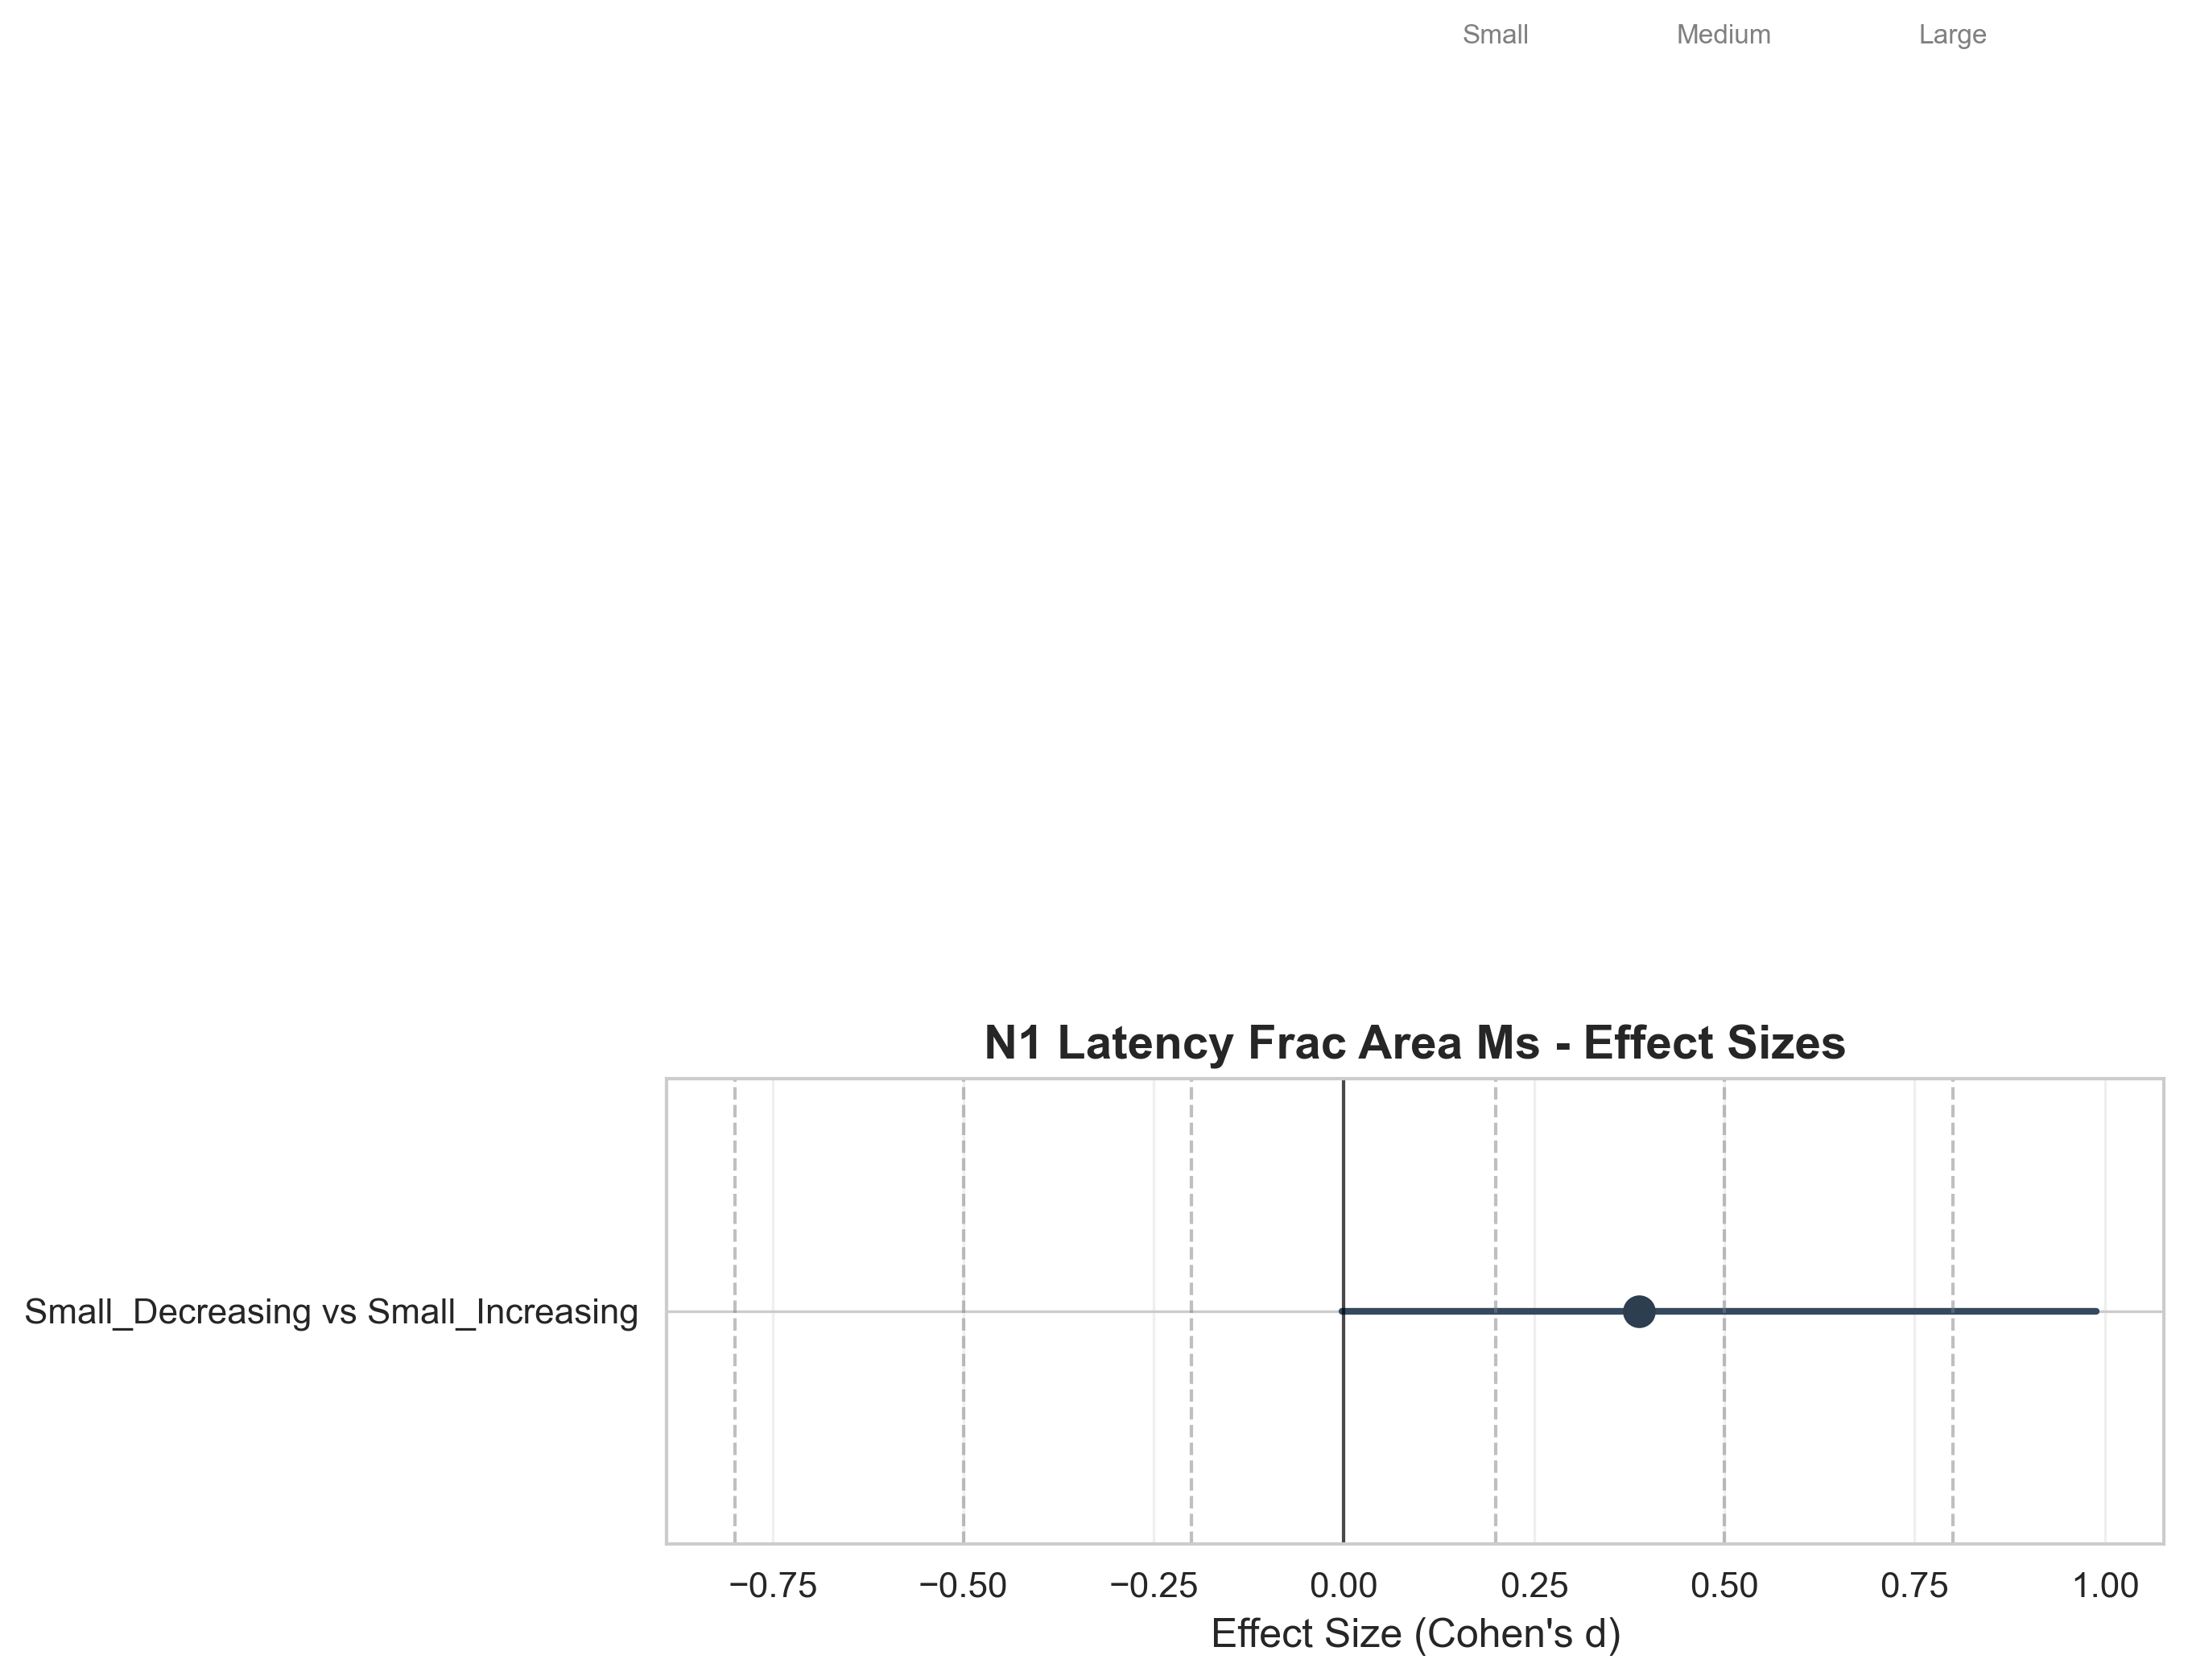 Small Medium Large
N1 Latency Frac Area Ms - Effect Sizes
Small_Decreasing vs Small_Increasing
−0.75 −0.50 −0.25 0.00 0.25 0.50 0.75 1.00
Effect Size (Cohen's d)